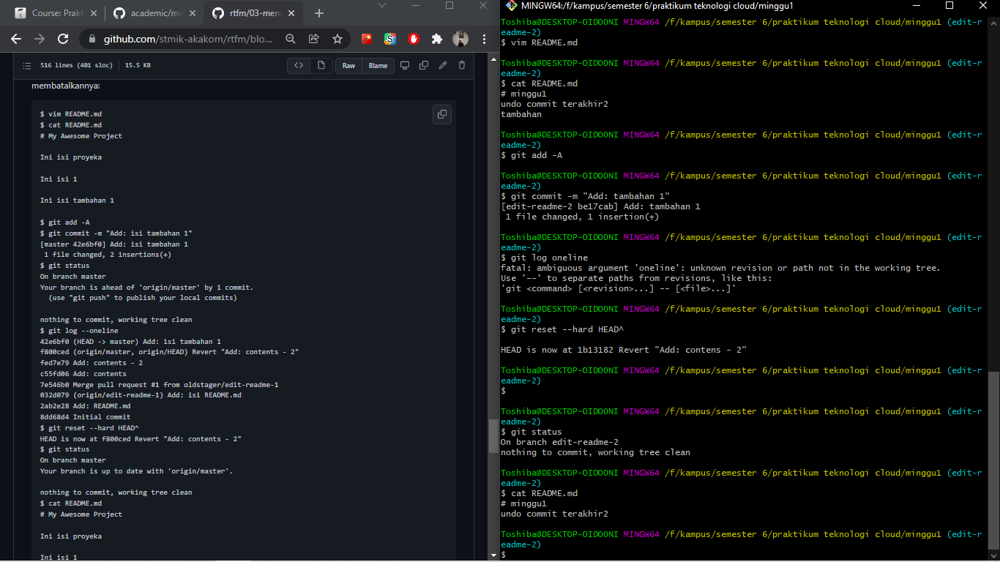 Course: Prakt
academic/mi
rtfm/03-men
github.com/stmik-akakom/rtfm/blo...
516 lines (401 sloc)
15.5 KB
Raw
Blame
membatalkannya:
$ vim README.md
$ cat README.md
# My Awesome Project
Ini isi proyeka
Ini isi 1
Ini isi tambahan 1
$ git add -A
$ git commit -m "Add: isi tambahan 1"
[master 42e6bf0] Add: isi tambahan 1
1 file changed, 2 insertions(+)
$ git status
On branch master
Your branch is ahead of 'origin/master' by 1 commit.
(use "git push" to publish your local commits)
nothing to commit, working tree clean
$ git log --oneline
42e6bf0 (HEAD -> master) Add: isi tambahan 1
f800ced (origin/master, origin/HEAD) Revert "Add: contents - 2"
fed7e79 Add: contents - 2
c55fd06 Add: contents
7e546b0 Merge pull request #1 from oldstager/edit-readme-1
032d079 (origin/edit-readme-1) Add: isi README.md
2ab2e28 Add: README.md
8dd68d4 Initial commit
$ git reset --hard HEAD^
HEAD is now at f800ced Revert "Add: contents - 2"
$ git status
On branch master
Your branch is up to date with 'origin/master'.
nothing to commit, working tree clean
$ cat README.md
# My Awesome Project
Ini isi proyeka
Ini isi 1
MINGW64:/f/kampus/semester 6/praktikum teknologi cloud/minggu1
Toshiba@DESKTOP-OIDOONI MINGW64 /f/kampus/semester 6/praktikum teknologi cloud/minggu1 (edit-r
eadme-2)
$ vim README.md
Toshiba@DESKTOP-OIDOONI MINGW64 /f/kampus/semester 6/praktikum teknologi cloud/minggu1 (edit-r
eadme-2)
$ cat README.md
# minggu1
undo commit terakhir2
tambahan
Toshiba@DESKTOP-OIDOONI MINGW64 /f/kampus/semester 6/praktikum teknologi cloud/minggu1 (edit-r
eadme-2)
$ git add -A
Toshiba@DESKTOP-OIDOONI MINGW64 /f/kampus/semester 6/praktikum teknologi cloud/minggu1 (edit-r
eadme-2)
$ git commit -m "Add: tambahan 1"
[edit-readme-2 be17cab] Add: tambahan 1
1 file changed, 1 insertion(+)
Toshiba@DESKTOP-OIDOONI MINGW64 /f/kampus/semester 6/praktikum teknologi cloud/minggu1 (edit-r
eadme-2)
$ git log oneline
fatal: ambiguous argument 'oneline': unknown revision or path not in the working tree.
Use '--' to separate paths from revisions, like this:
'git <command> [<revision>...] -- [<file>...]'
Toshiba@DESKTOP-OIDOONI MINGW64 /f/kampus/semester 6/praktikum teknologi cloud/minggu1 (edit-r
eadme-2)
$ git reset --hard HEAD^
HEAD is now at 1b13182 Revert "Add: contens - 2"
Toshiba@DESKTOP-OIDOONI MINGW64 /f/kampus/semester 6/praktikum teknologi cloud/minggu1 (edit-r
eadme-2)
$
Toshiba@DESKTOP-OIDOONI MINGW64 /f/kampus/semester 6/praktikum teknologi cloud/minggu1 (edit-r
eadme-2)
$ git status
On branch edit-readme-2
nothing to commit, working tree clean
Toshiba@DESKTOP-OIDOONI MINGW64 /f/kampus/semester 6/praktikum teknologi cloud/minggu1 (edit-r
eadme-2)
$ cat README.md
# minggu1
undo commit terakhir2
Toshiba@DESKTOP-OIDOONI MINGW64 /f/kampus/semester 6/praktikum teknologi cloud/minggu1 (edit-r
eadme-2)
$